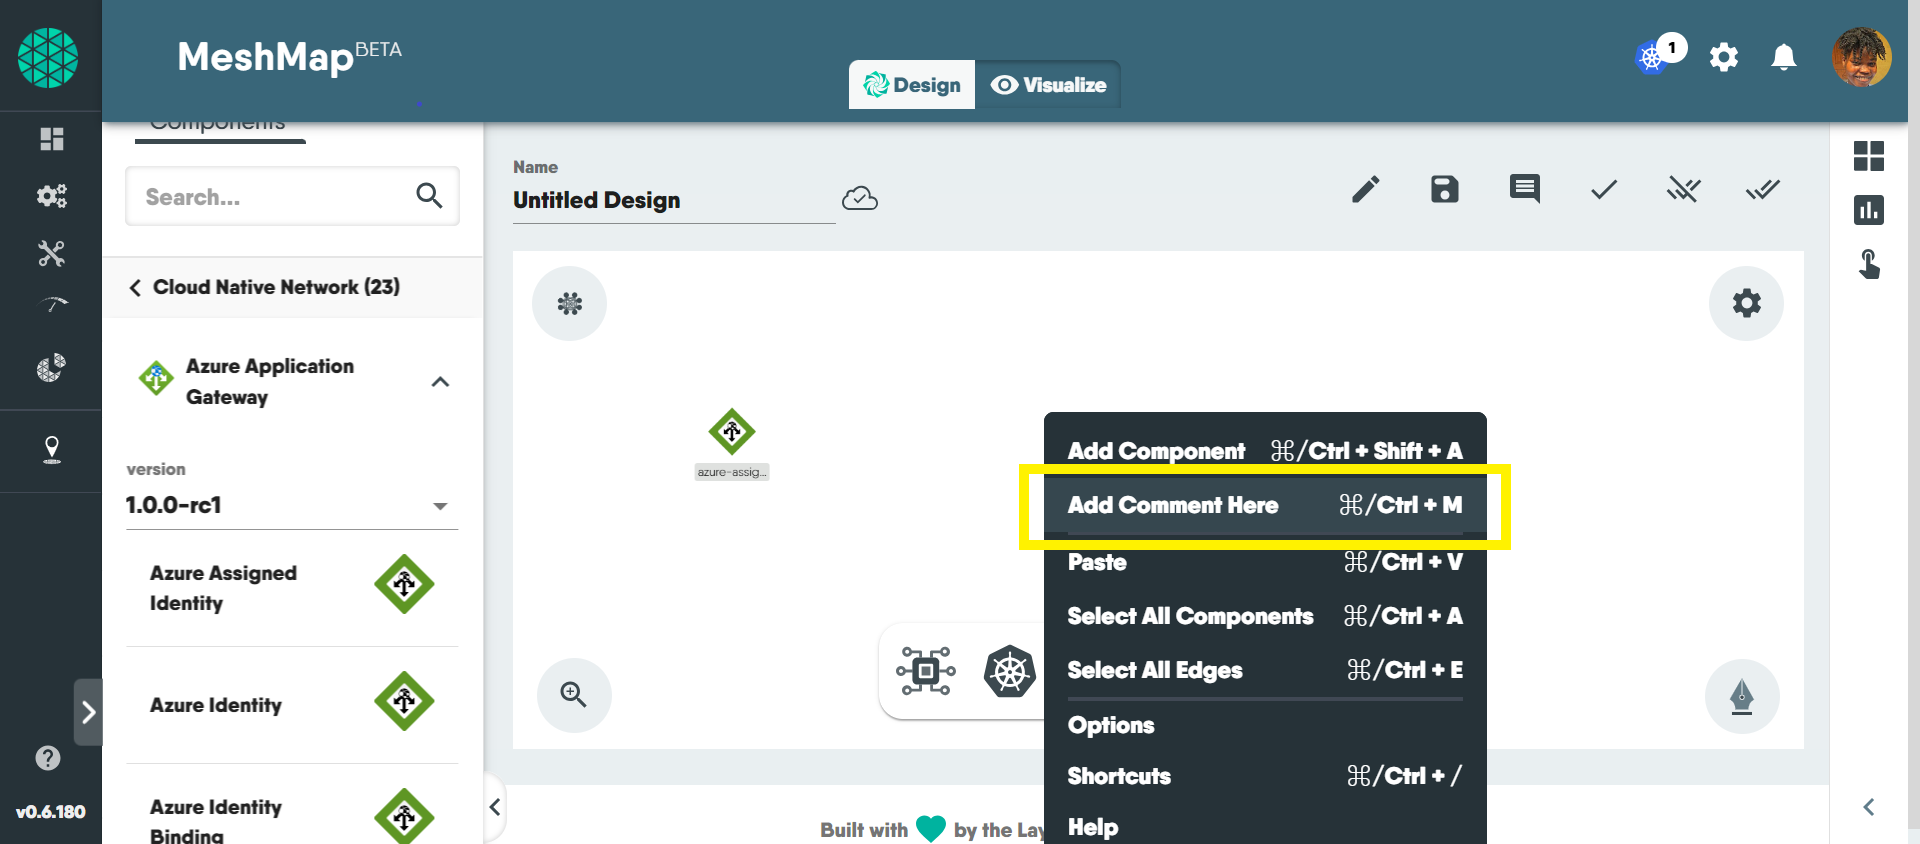 MeshMap BETA
Design
Visualize
1
Components
Search...
Cloud Native Network (23)
Azure Application
Gateway
version
1.0.0-rc1
Azure Assigned
Identity
Azure Identity
Azure Identity
Binding
v0.6.180
Name
Untitled Design
azure-assig...
Add Component ⌘/Ctrl + Shift + A
Add Comment Here ⌘/Ctrl + M
Paste ⌘/Ctrl + V
Select All Components ⌘/Ctrl + A
Select All Edges ⌘/Ctrl + E
Options
Shortcuts ⌘/Ctrl + /
Help
Built with by the Lay